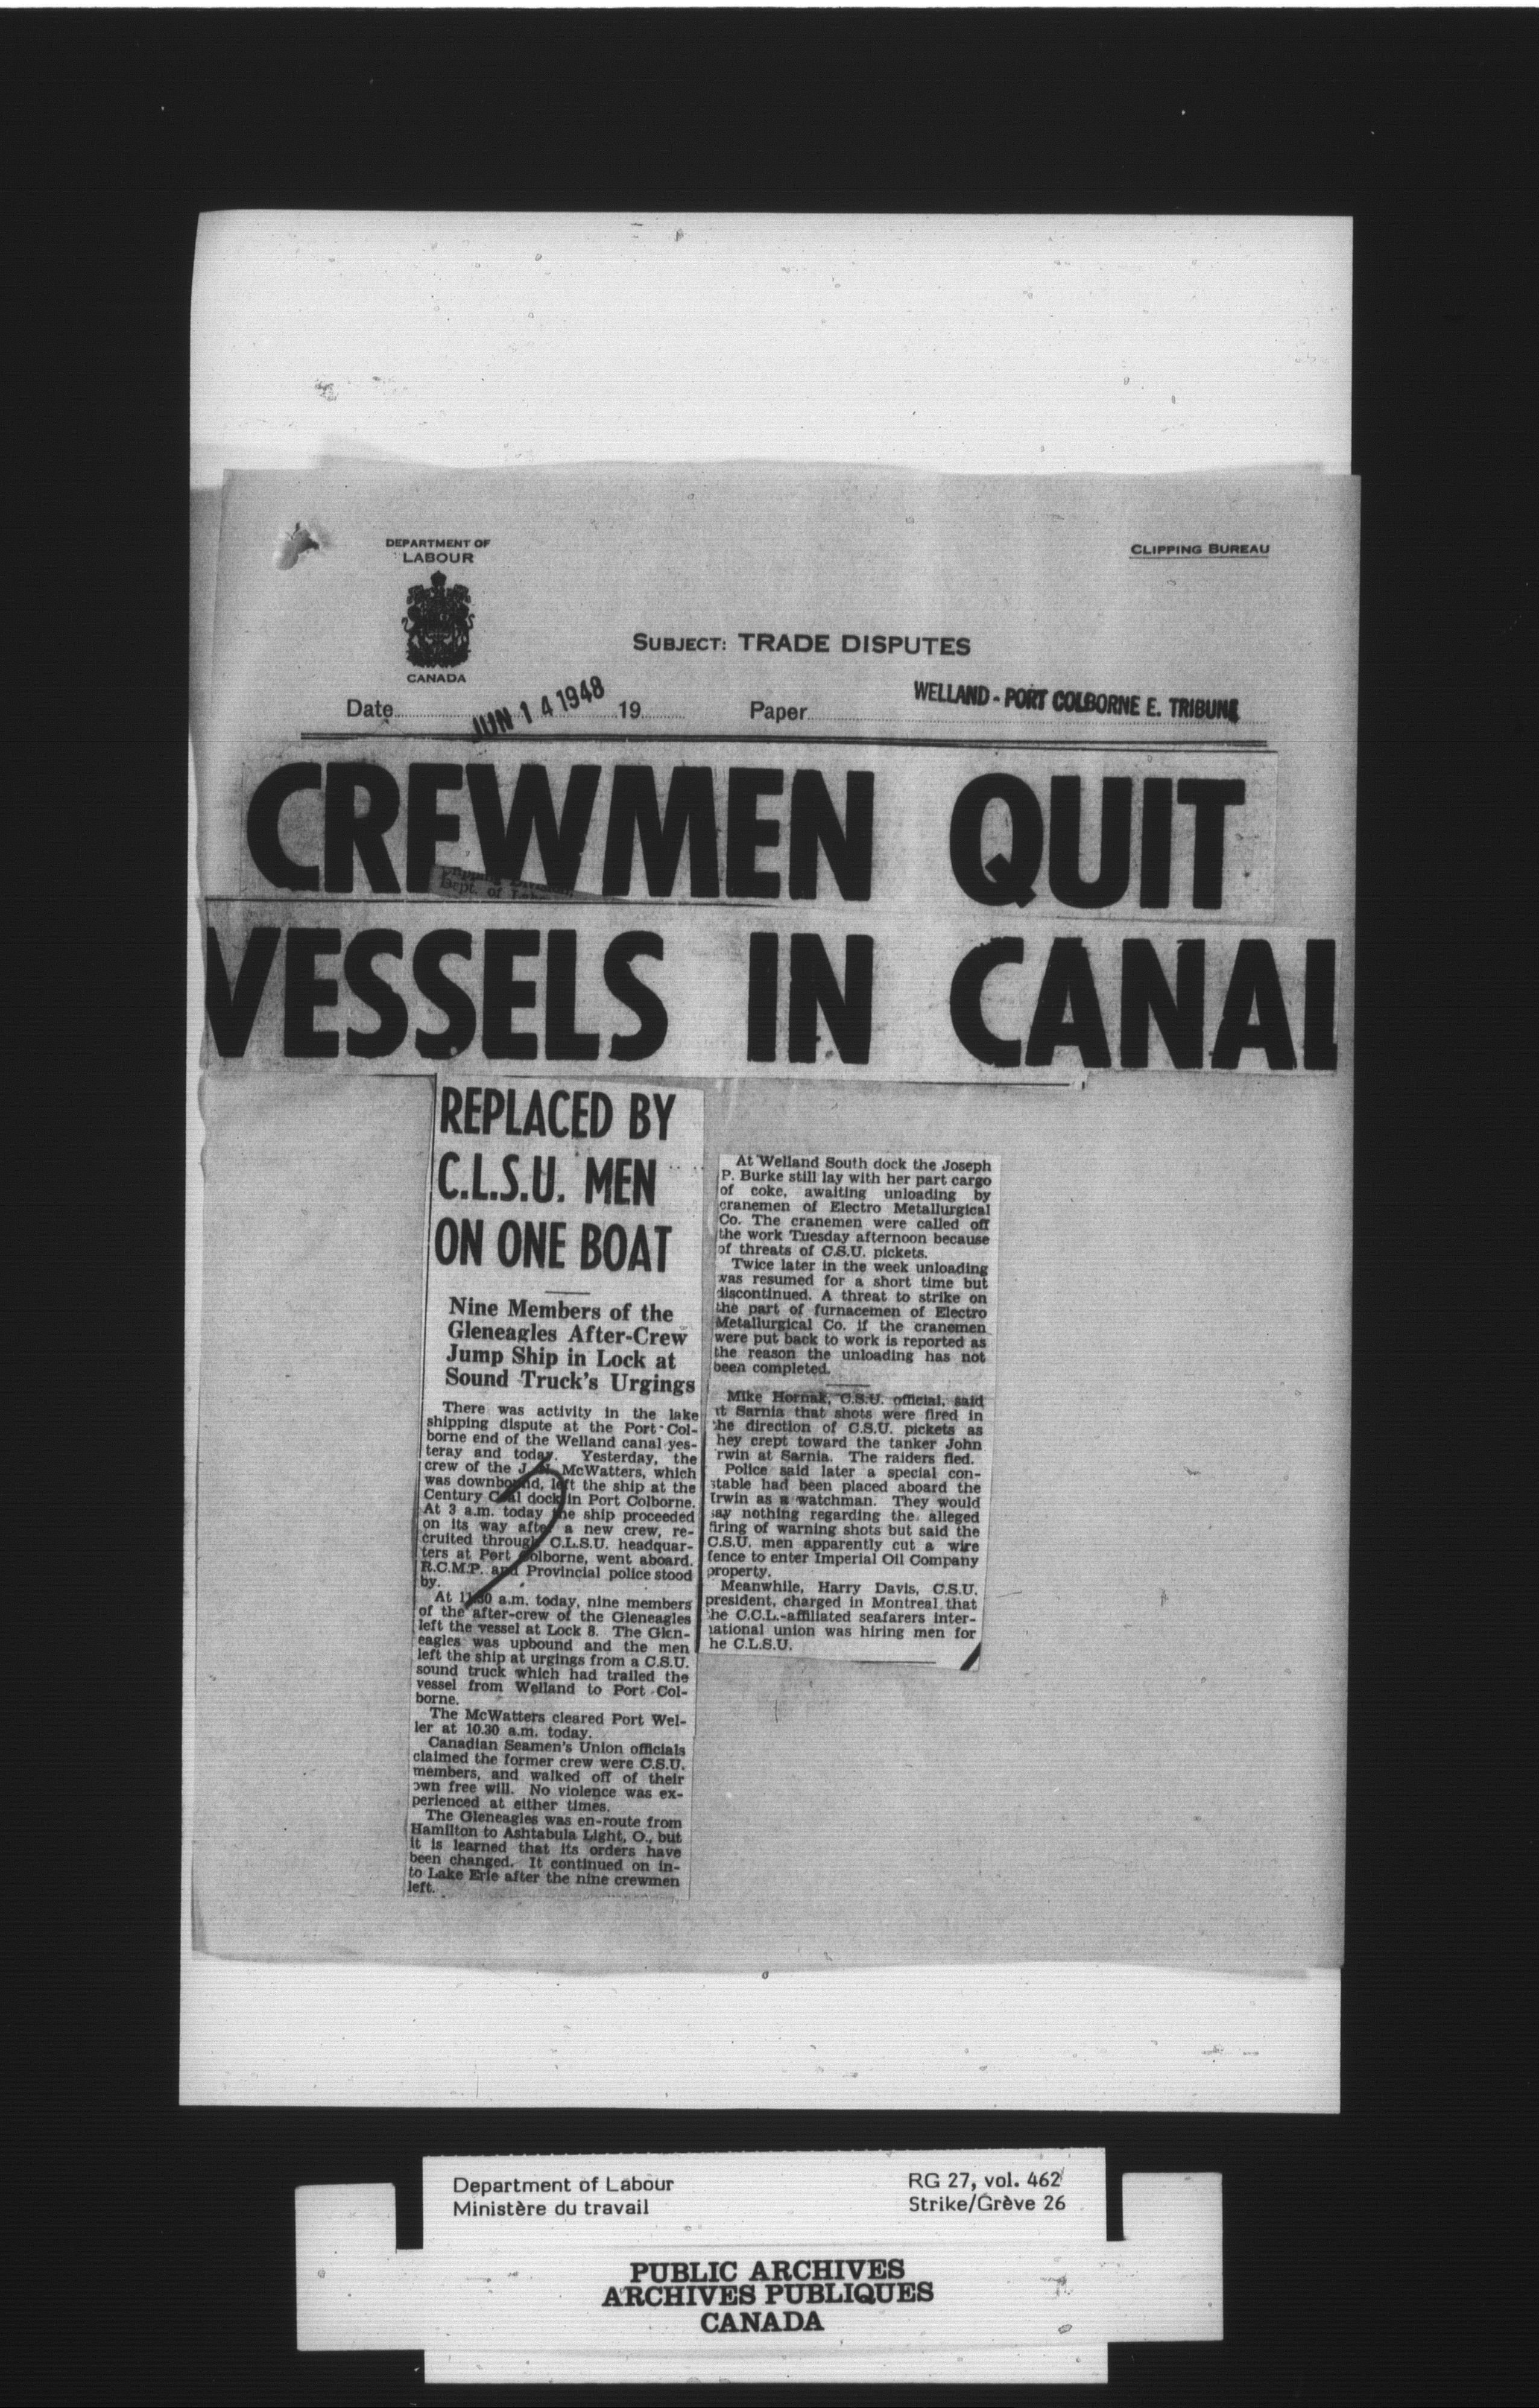 DEPARTMENT OF
LABOUR
CANADA
CLIPPING BUREAU
SUBJECT: TRADE DISPUTES
Date JUN 14 1948 19 Paper WELLAND - PORT COLBORNE E. TRIBUNE
CREWMEN QUIT
Dept. of
VESSELS IN CANAL
REPLACED BY
C.L.S.U. MEN
ON ONE BOAT
Nine Members of the
Gleneagles After-Crew
Jump Ship in Lock at
Sound Truck's Urgings
There was activity in the lake
shipping dispute at the Port Col-
borne end of the Welland canal yes-
teray and today. Yesterday, the
crew of the J. N. McWatters, which
was downbound, left the ship at the
Century Coal dock in Port Colborne.
At 3 a.m. today the ship proceeded
on its way after a new crew, re-
cruited through C.L.S.U. headquar-
ters at Port Colborne, went aboard.
R.C.M.P. and Provincial police stood
by.
At 11.30 a.m. today, nine members
of the after-crew of the Gleneagles
left the vessel at Lock 8. The Glen-
eagles was upbound and the men
left the ship at urgings from a C.S.U.
sound truck which had trailed the
vessel from Welland to Port Col-
borne.
The McWatters cleared Port Wel-
ler at 10.30 a.m. today.
Canadian Seamen's Union officials
claimed the former crew were C.S.U.
members, and walked off of their
own free will. No violence was ex-
perienced at either times.
The Gleneagles was en-route from
Hamilton to Ashtabula Light, O., but
it is learned that its orders have
been changed. It continued on in-
to Lake Erie after the nine crewmen
left.
At Welland South dock the Joseph
P. Burke still lay with her part cargo
of coke, awaiting unloading by
cranemen of Electro Metallurgical
Co. The cranemen were called off
the work Tuesday afternoon because
of threats of C.S.U. pickets.
Twice later in the week unloading
was resumed for a short time but
discontinued. A threat to strike on
the part of furnacemen of Electro
Metallurgical Co. if the cranemen
were put back to work is reported as
the reason the unloading has not
been completed.
Mike Hornak, C.S.U. official, said
at Sarnia that shots were fired in
the direction of C.S.U. pickets as
they crept toward the tanker John
Irwin at Sarnia. The raiders fled.
Police said later a special con-
stable had been placed aboard the
Irwin as a watchman. They would
say nothing regarding the alleged
firing of warning shots but said the
C.S.U. men apparently cut a wire
fence to enter Imperial Oil Company
property.
Meanwhile, Harry Davis, C.S.U.
president, charged in Montreal that
the C.C.L.-affiliated seafarers inter-
national union was hiring men for
the C.L.S.U.
Department of Labour
Ministère du travail
RG 27, vol. 462
Strike/Grève 26
PUBLIC ARCHIVES
ARCHIVES PUBLIQUES
CANADA